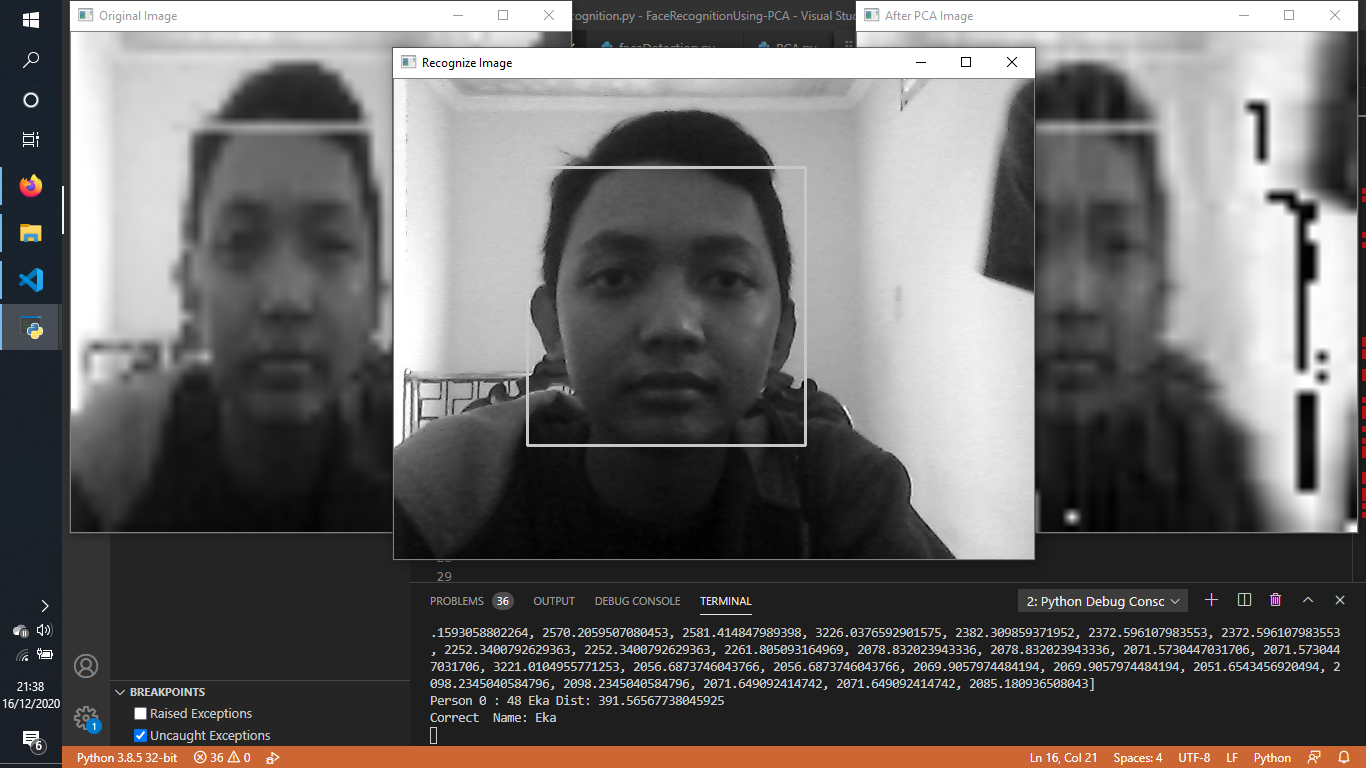 Original Image
cognition.py - FaceRecognitionUsing-PCA - Visual Stud
After PCA Image
faceDetection.py
PCA.py
Recognize Image
29
PROBLEMS 36 OUTPUT DEBUG CONSOLE TERMINAL 2: Python Debug Consc
.1593058802264, 2570.2059507080453, 2581.414847989398, 3226.0376592901575, 2382.309859371952, 2372.596107983553, 2372.596107983553
, 2252.3400792629363, 2252.3400792629363, 2261.805093164969, 2078.832023943336, 2078.832023943336, 2071.5730447031706, 2071.573044
7031706, 3221.0104955771253, 2056.6873746043766, 2056.6873746043766, 2069.9057974484194, 2069.9057974484194, 2051.6543456920494, 2
098.2345040584796, 2098.2345040584796, 2071.649092414742, 2071.649092414742, 2085.180936508043]
Person 0 : 48 Eka Dist: 391.56567738045925
Correct  Name: Eka
BREAKPOINTS
Raised Exceptions
Uncaught Exceptions
1
21:38
16/12/2020
6
Python 3.8.5 32-bit 36 0 Ln 16, Col 21 Spaces: 4 UTF-8 LF Python